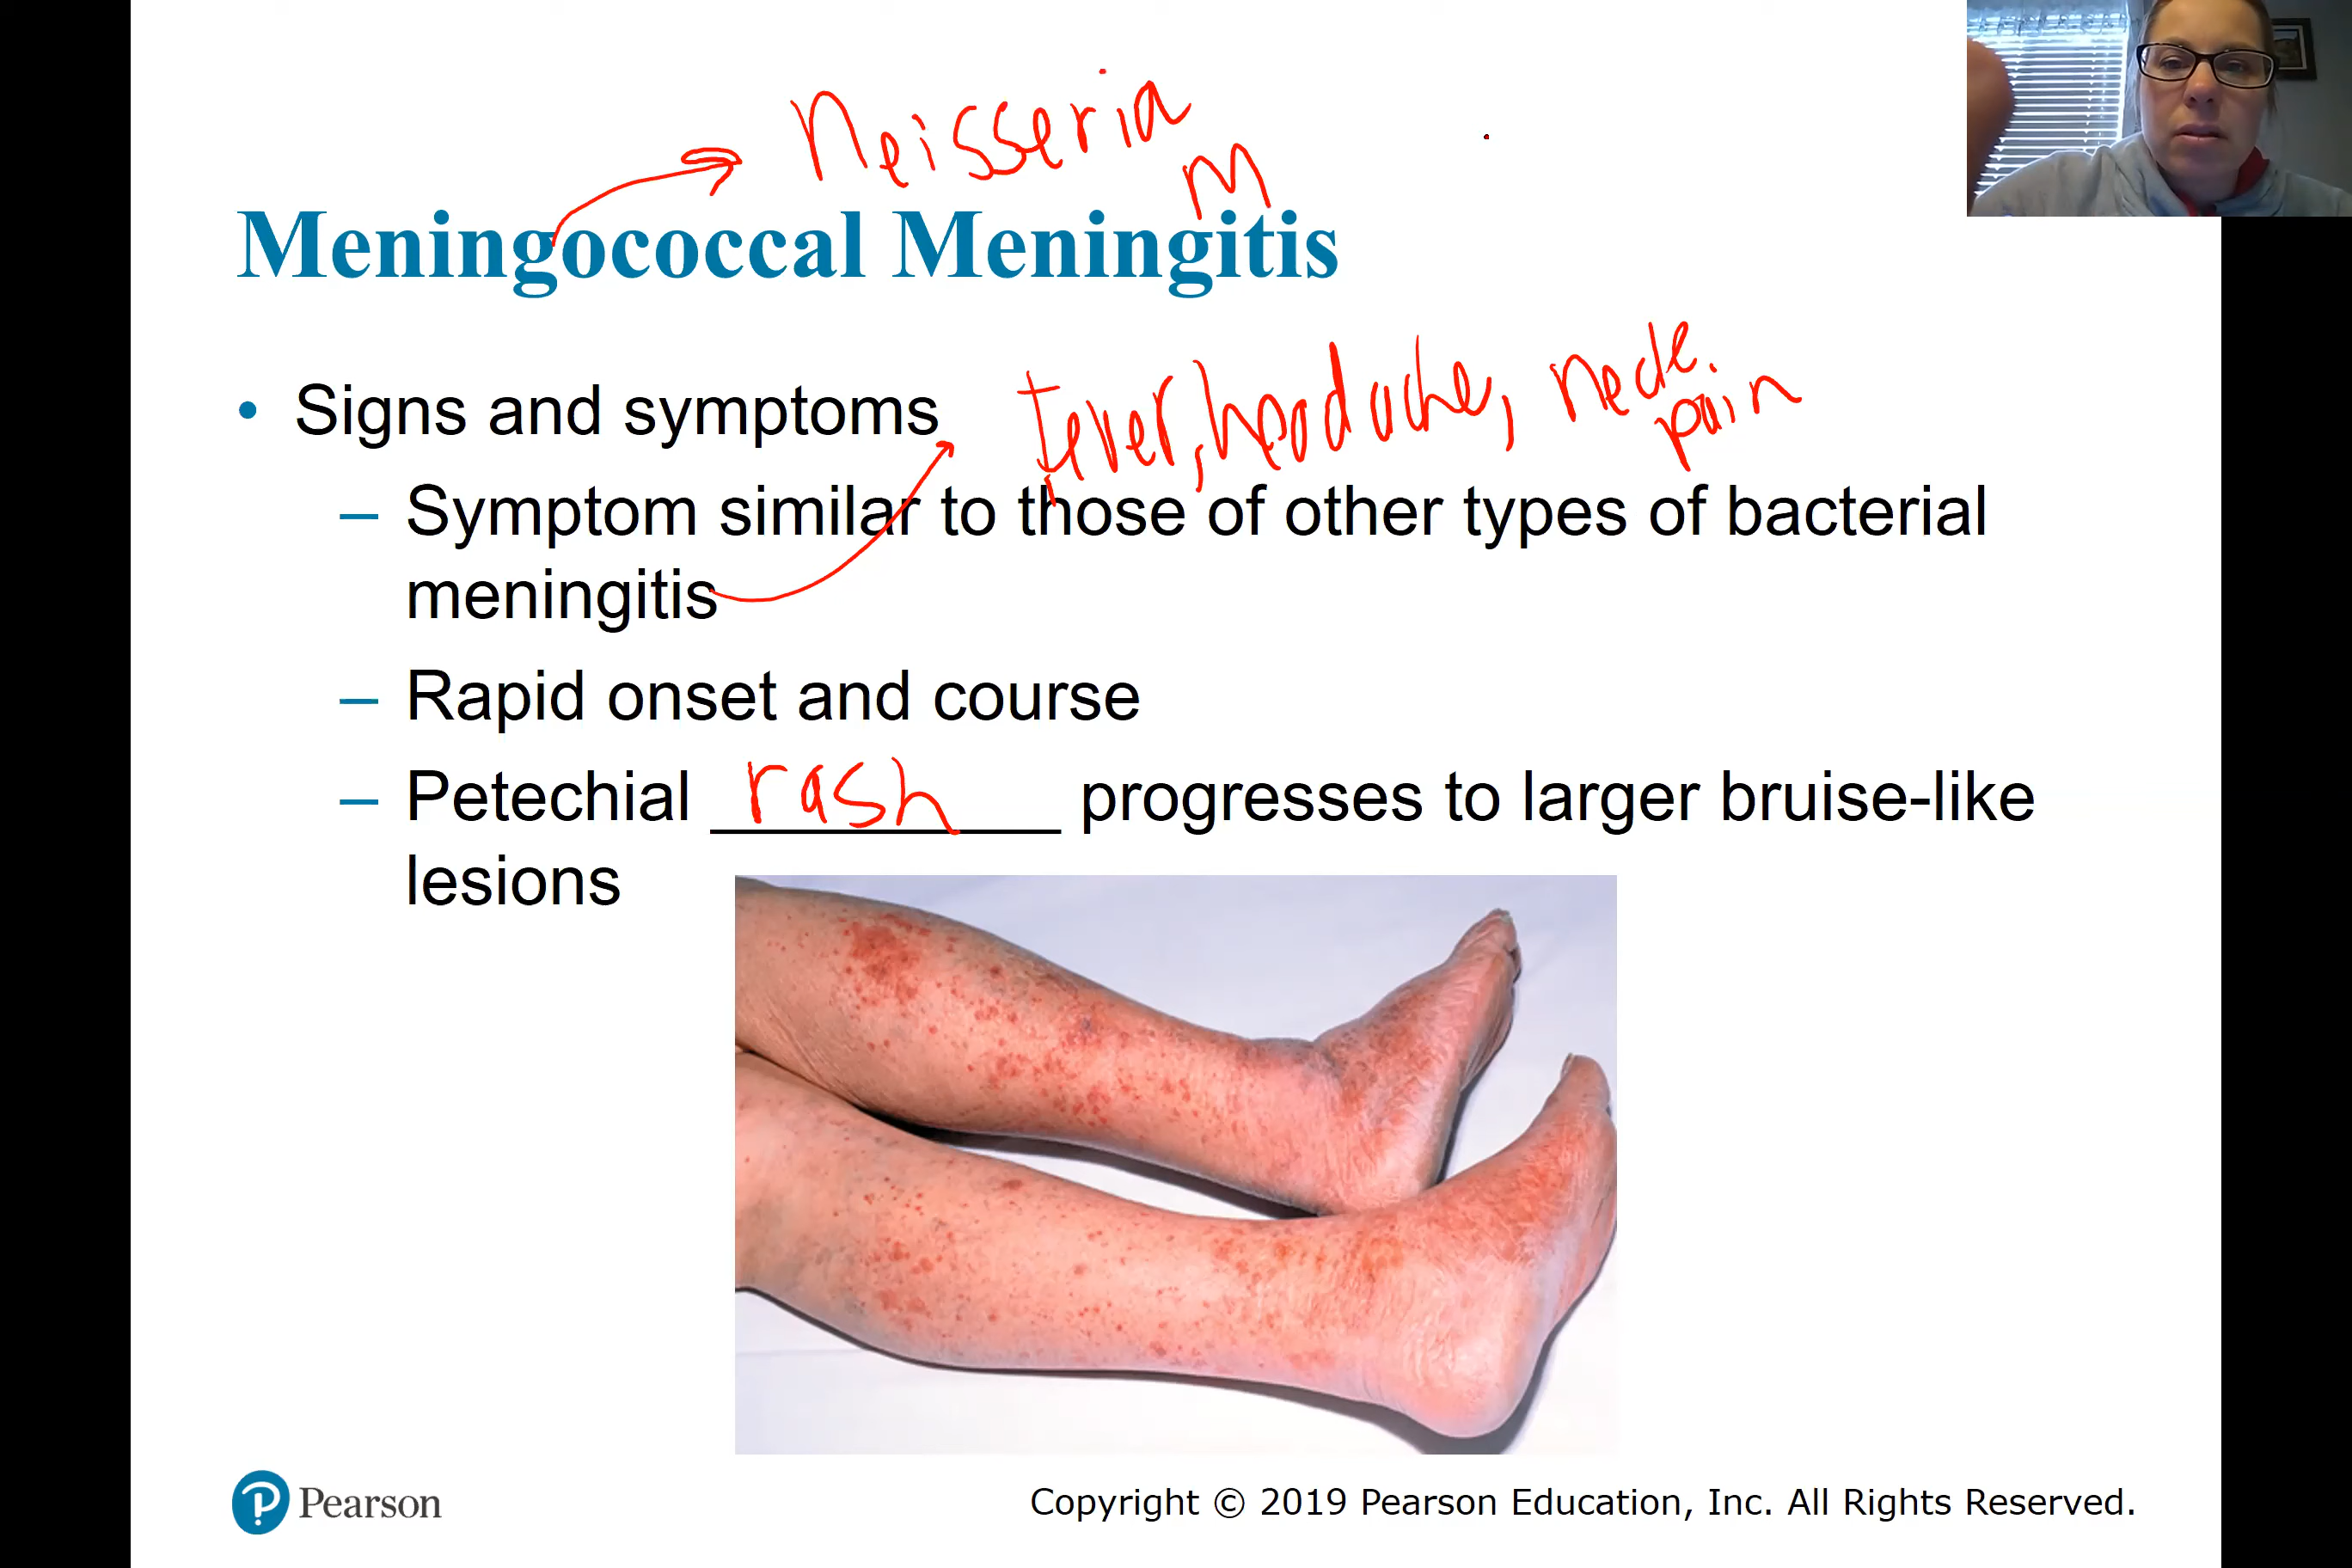 Neisseria
M
Meningococcal Meningitis
• Signs and symptoms
fever, headache, neck
pain
– Symptom similar to those of other types of bacterial
meningitis
– Rapid onset and course
– Petechial rash progresses to larger bruise-like
lesions
Pearson
Copyright © 2019 Pearson Education, Inc. All Rights Reserved.